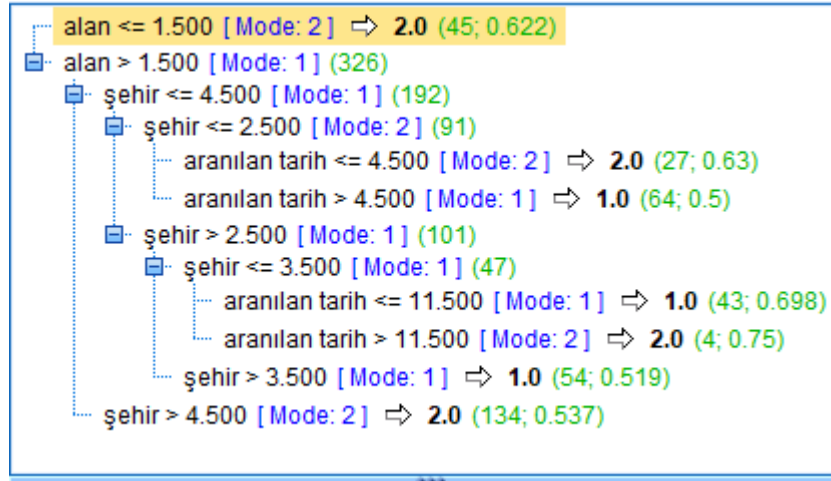 alan <= 1.500 [ Mode: 2 ] ⇨ 2.0 (45; 0.622)
alan > 1.500 [ Mode: 1 ] (326)
şehir <= 4.500 [ Mode: 1 ] (192)
şehir <= 2.500 [ Mode: 2 ] (91)
aranılan tarih <= 4.500 [ Mode: 2 ] ⇨ 2.0 (27; 0.63)
aranılan tarih > 4.500 [ Mode: 1 ] ⇨ 1.0 (64; 0.5)
şehir > 2.500 [ Mode: 1 ] (101)
şehir <= 3.500 [ Mode: 1 ] (47)
aranılan tarih <= 11.500 [ Mode: 1 ] ⇨ 1.0 (43; 0.698)
aranılan tarih > 11.500 [ Mode: 2 ] ⇨ 2.0 (4; 0.75)
şehir > 3.500 [ Mode: 1 ] ⇨ 1.0 (54; 0.519)
şehir > 4.500 [ Mode: 2 ] ⇨ 2.0 (134; 0.537)